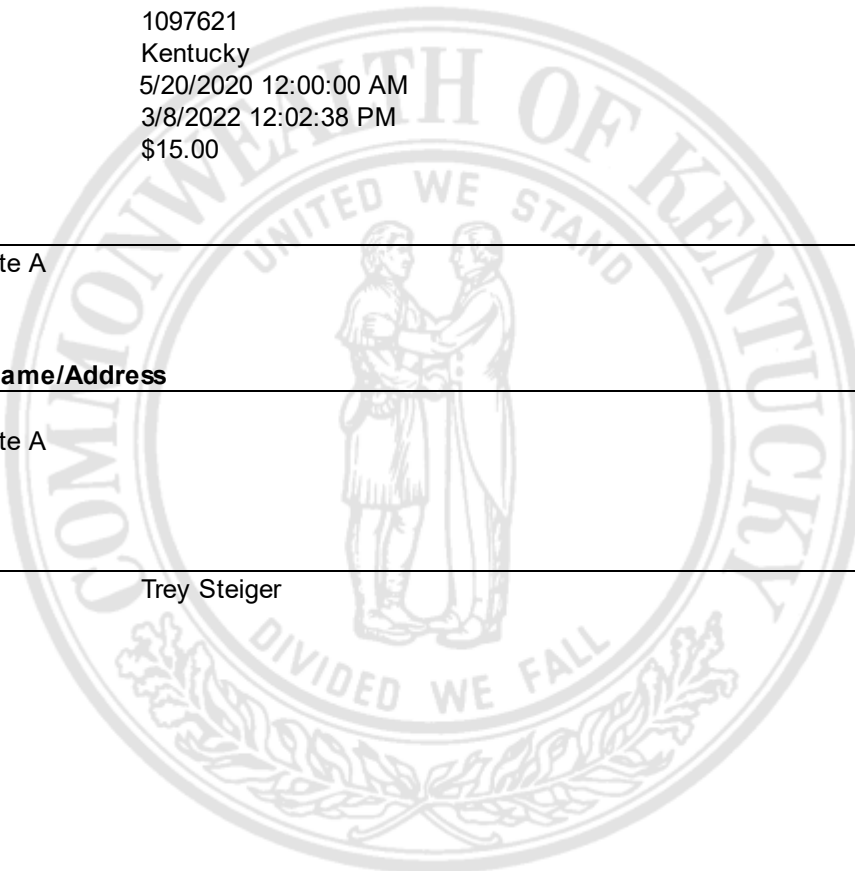 1097621
Kentucky
5/20/2020 12:00:00 AM
3/8/2022 12:02:38 PM
$15.00
te A
ame/Address
te A
Trey Steiger
COMMONWEALTH OF KENTUCKY
UNITED WE STAND
DIVIDED WE FALL